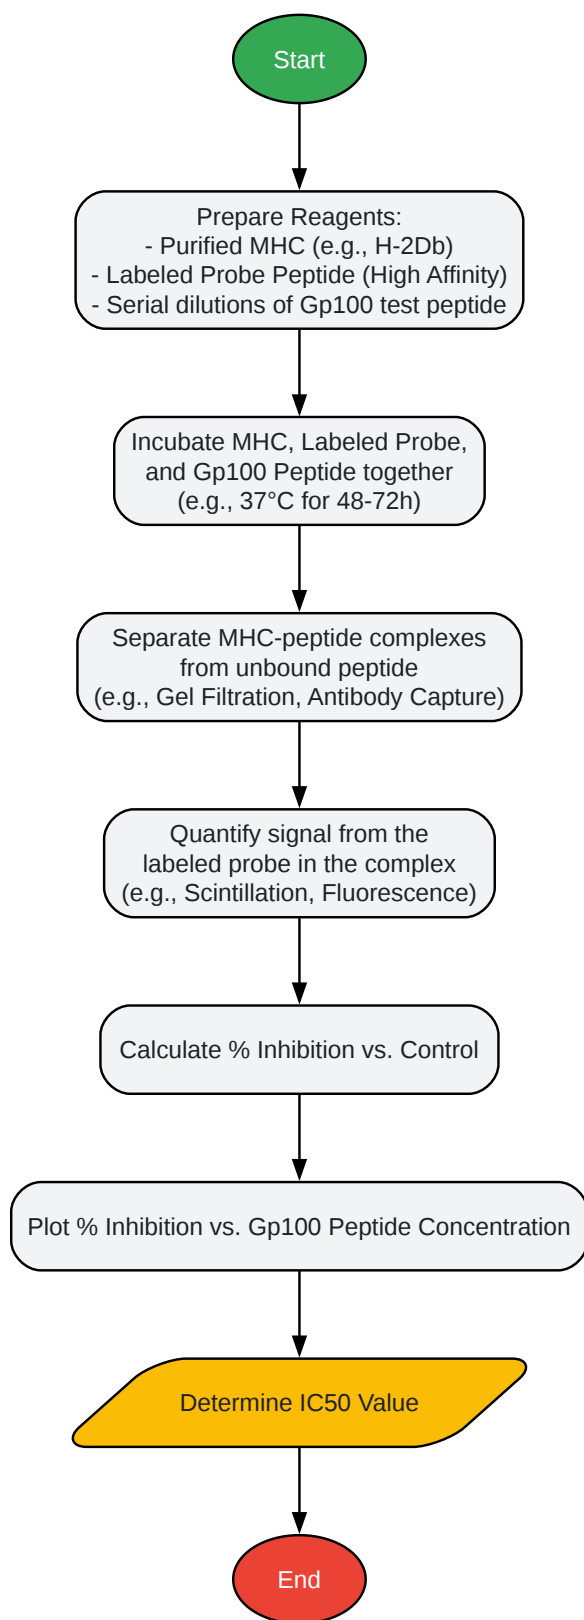 Start
Prepare Reagents:
- Purified MHC (e.g., H-2Db)
- Labeled Probe Peptide (High Affinity)
- Serial dilutions of Gp100 test peptide
Incubate MHC, Labeled Probe,
and Gp100 Peptide together
(e.g., 37°C for 48-72h)
Separate MHC-peptide complexes
from unbound peptide
(e.g., Gel Filtration, Antibody Capture)
Quantify signal from the
labeled probe in the complex
(e.g., Scintillation, Fluorescence)
Calculate % Inhibition vs. Control
Plot % Inhibition vs. Gp100 Peptide Concentration
Determine IC50 Value
End